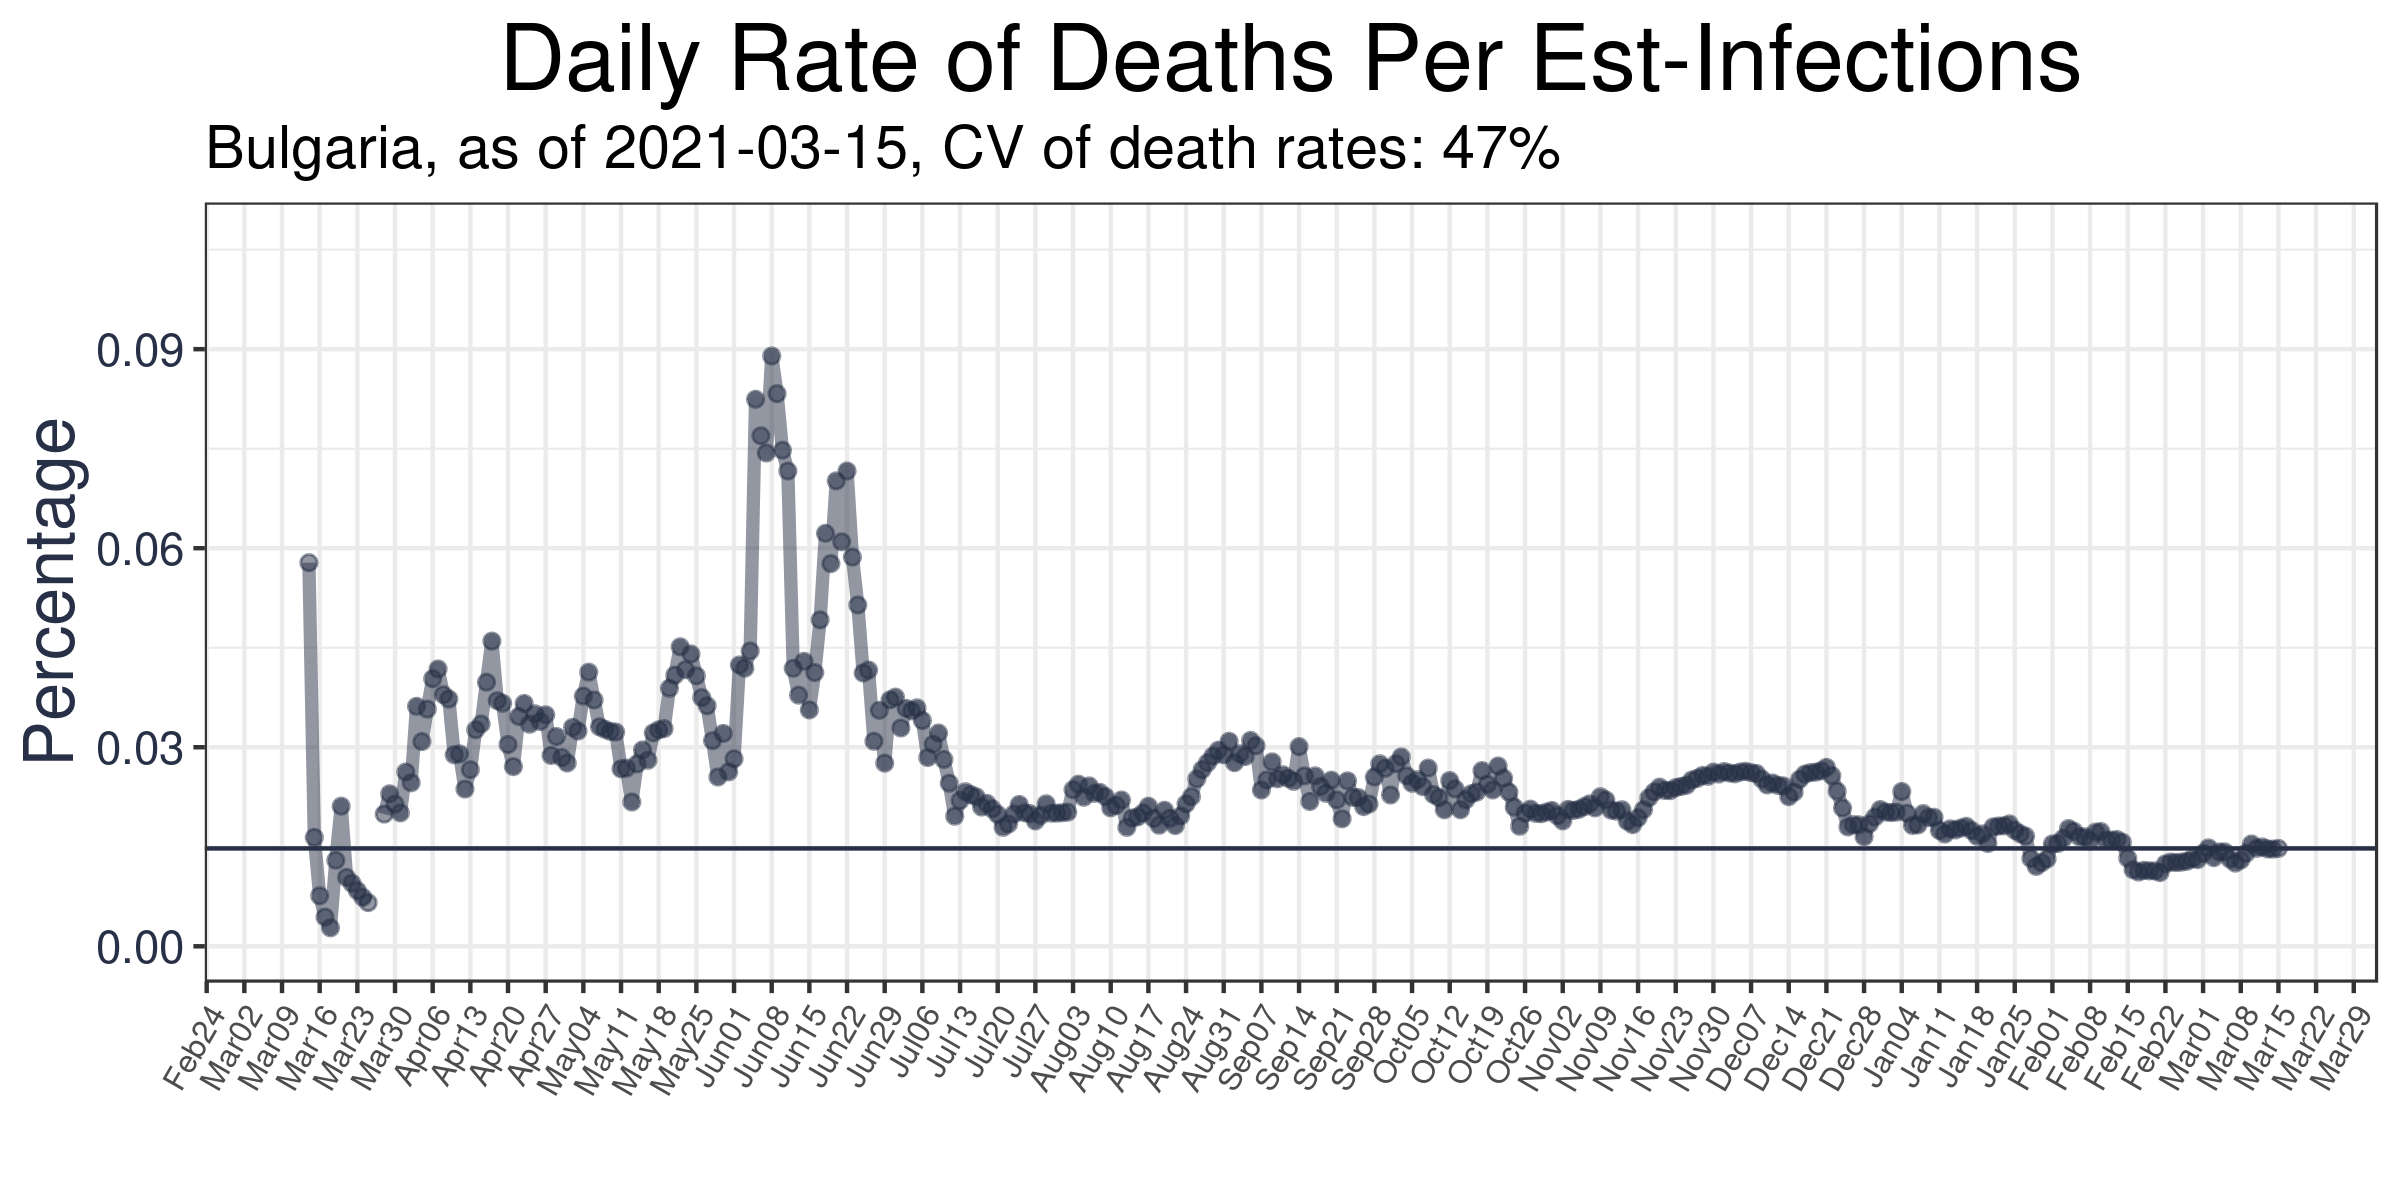 Daily Rate of Deaths Per Est-Infections
Bulgaria, as of 2021-03-15, CV of death rates: 47%
Percentage
0.09
0.06
0.03
0.00
Feb24
Mar02
Mar09
Mar16
Mar23
Mar30
Apr06
Apr13
Apr20
Apr27
May04
May11
May18
May25
Jun01
Jun08
Jun15
Jun22
Jun29
Jul06
Jul13
Jul20
Jul27
Aug03
Aug10
Aug17
Aug24
Aug31
Sep07
Sep14
Sep21
Sep28
Oct05
Oct12
Oct19
Oct26
Nov02
Nov09
Nov16
Nov23
Nov30
Dec07
Dec14
Dec21
Dec28
Jan04
Jan11
Jan18
Jan25
Feb01
Feb08
Feb15
Feb22
Mar01
Mar08
Mar15
Mar22
Mar29